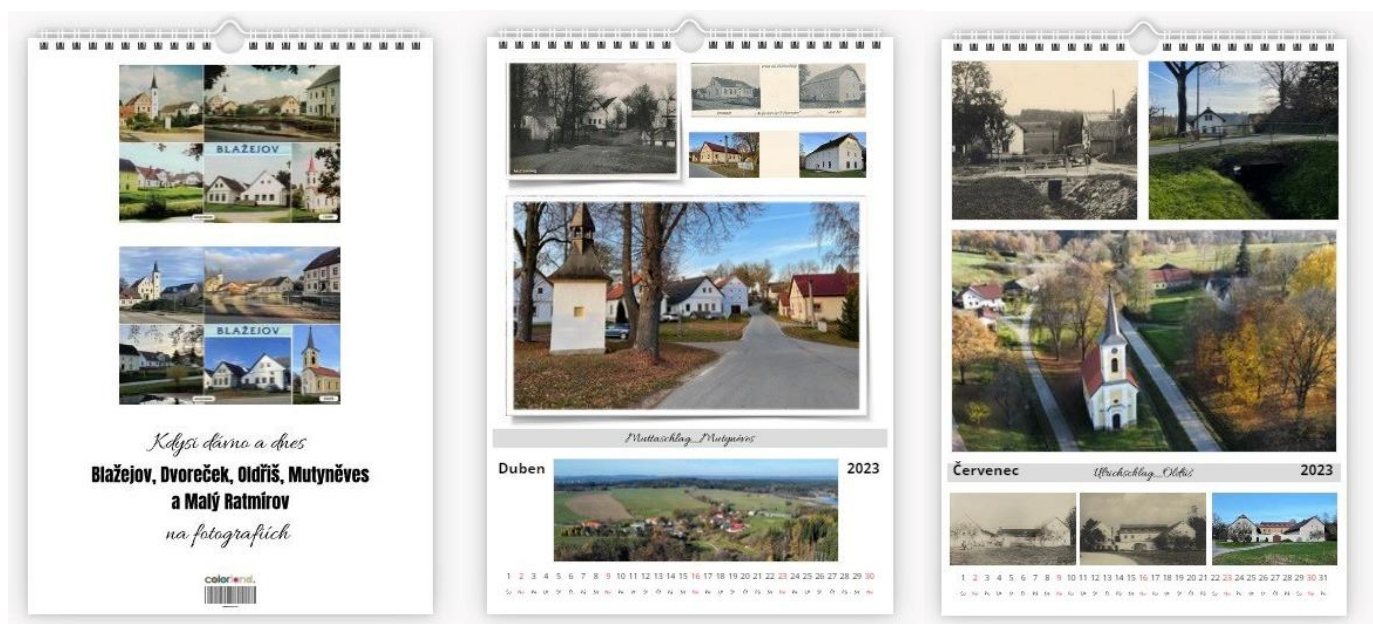 BLAŽEJOV
BLAŽEJOV
Kdysi dávno a dnes
Blažejov, Dvoreček, Oldřiš, Mutyněves
a Malý Ratmírov
na fotografiích
colorland.
Muttaschlag_Mutyněves
Duben
2023
1 2 3 4 5 6 7 8 9 10 11 12 13 14 15 16 17 18 19 20 21 22 23 24 25 26 27 28 29 30
Červenec
Ulrichschlag_Oldřiš
2023
1 2 3 4 5 6 7 8 9 10 11 12 13 14 15 16 17 18 19 20 21 22 23 24 25 26 27 28 29 30 31